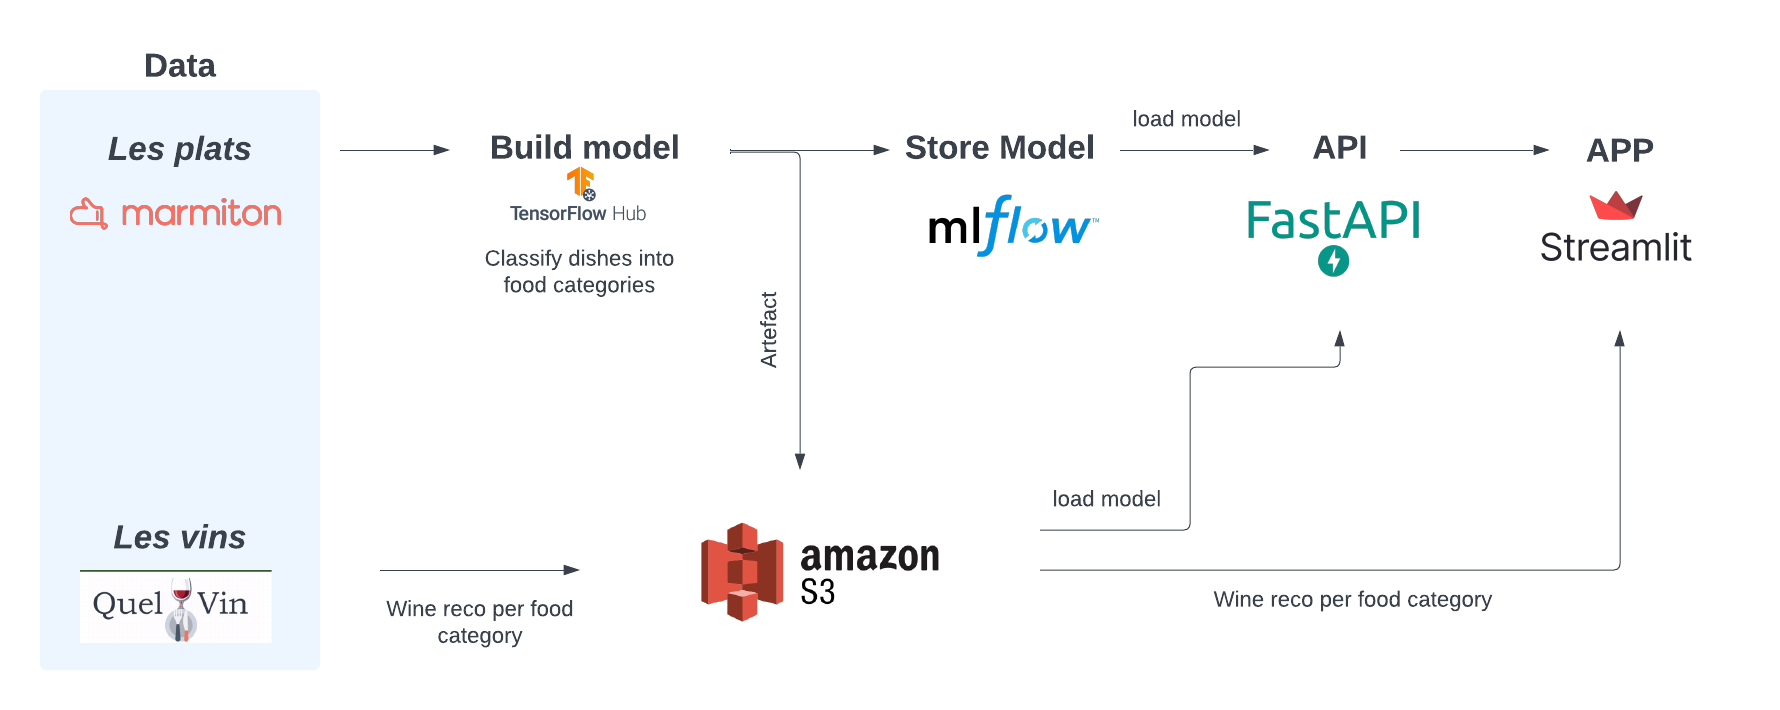 Data
Les plats
marmiton
Build model
TensorFlow Hub
Classify dishes into
food categories
Artefact
Store Model
mlflow™
load model
API
FastAPI
APP
Streamlit
Les vins
Quel Vin
Wine reco per food
category
amazon
S3
load model
Wine reco per food category